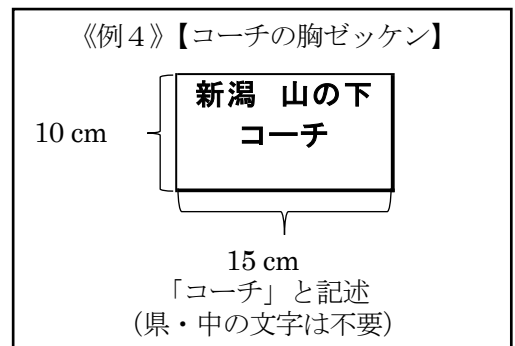 《例４》【コーチの胸ゼッケン】
新潟 山の下
コーチ
10 cm
15 cm
「コーチ」と記述
（県・中の文字は不要）